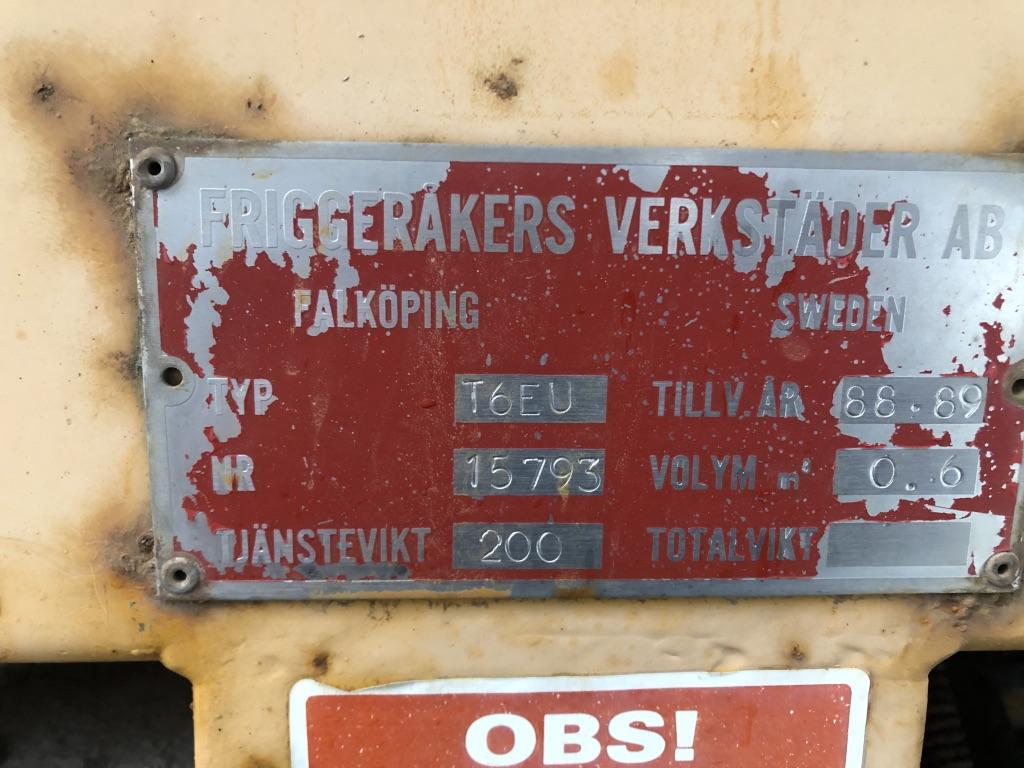 FRIGGERÅKERS VERKSTÄDER AB
FALKÖPING SWEDEN
TYP T6EU TILLV. ÅR 88.89
NR 15793 VOLYM m³ 0.6
TJÄNSTEVIKT 200 TOTALVIKT
OBS!